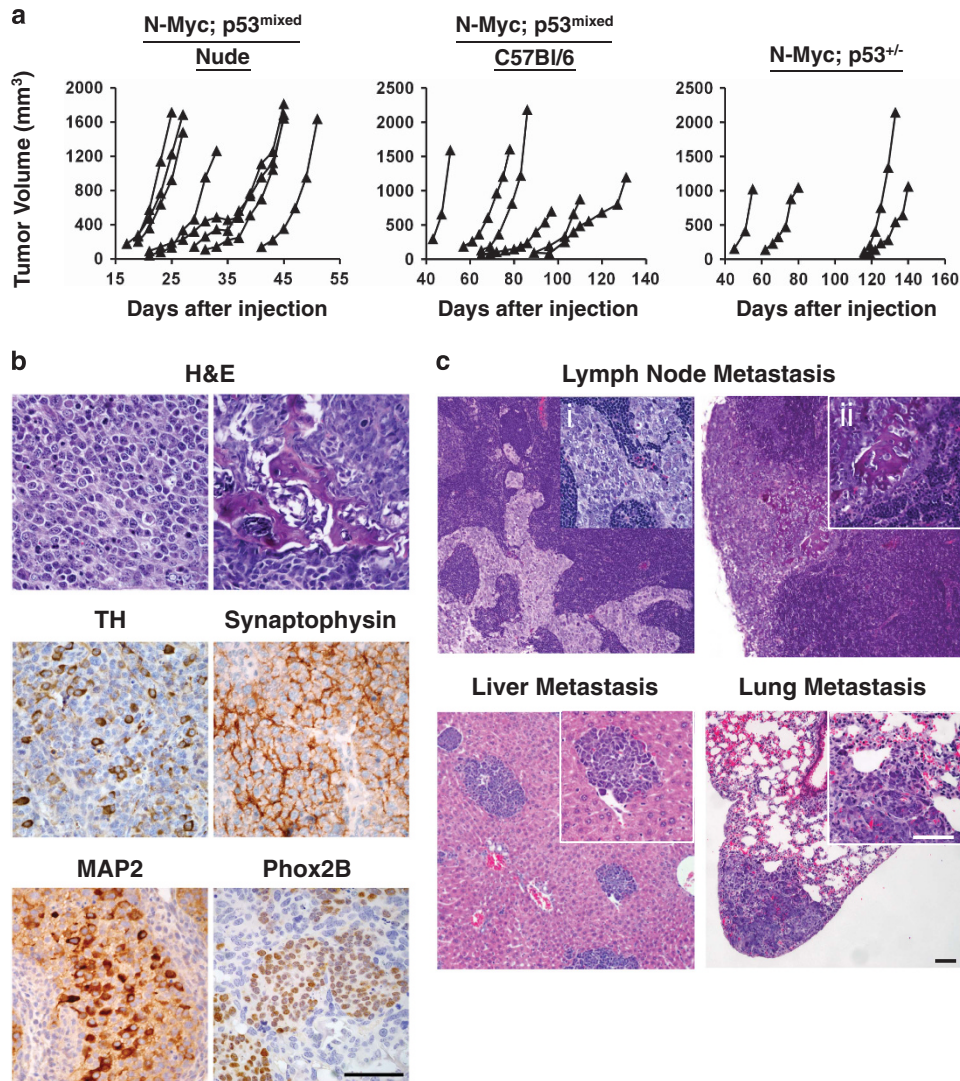 a
N-Myc; p53mixed
Nude
N-Myc; p53mixed
C57Bl/6
N-Myc; p53+/-
Tumor Volume (mm3)
2000
1600
1200
800
400
0
15 25 35 45 55
Days after injection
2500
2000
1500
1000
500
0
40 60 80 100 120 140
Days after injection
2500
2000
1500
1000
500
0
40 60 80 100 120 140 160
Days after injection
b
H&E
TH
Synaptophysin
MAP2
Phox2B
c
Lymph Node Metastasis
i
ii
Liver Metastasis
Lung Metastasis